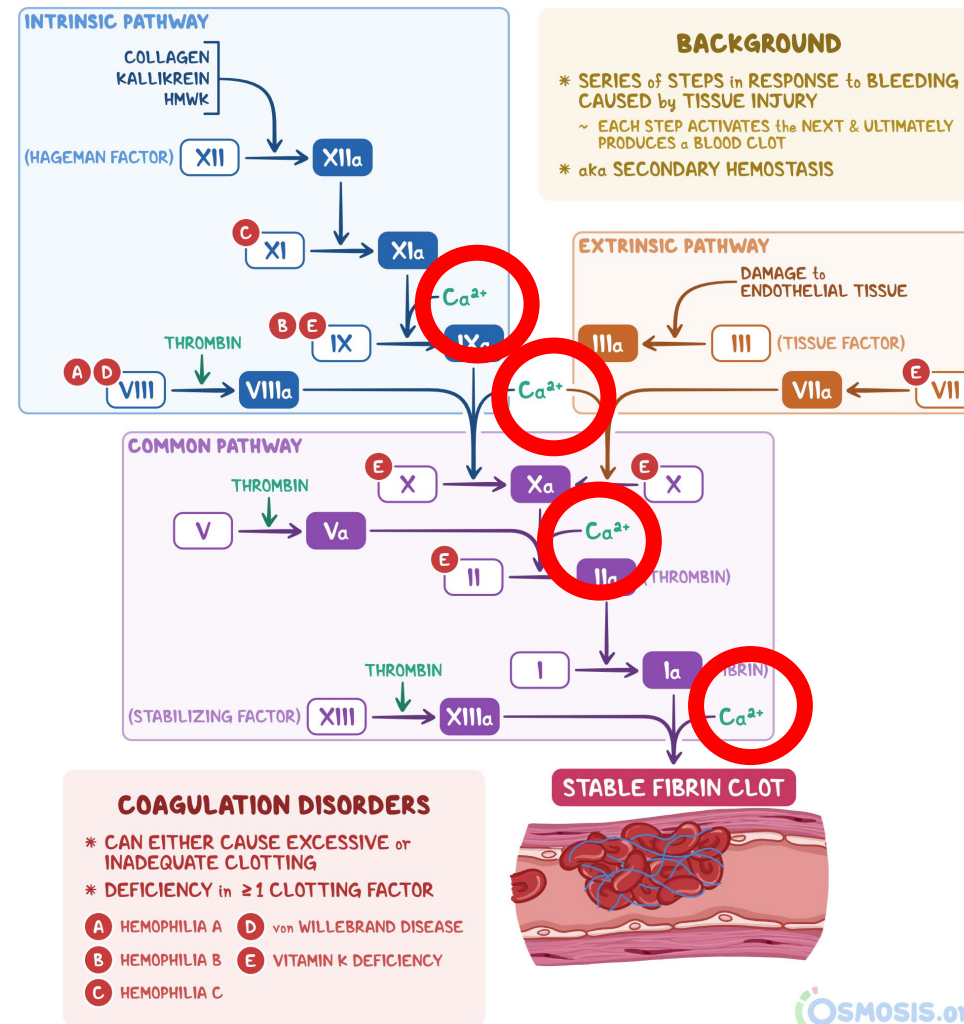 INTRINSIC PATHWAY
COLLAGEN
KALLIKREIN
HMWK
(HAGEMAN FACTOR) XII XIIa
C
XI XIa
Ca²⁺
B E
IX IXa
THROMBIN
A D
VIII VIIIa
Ca²⁺
BACKGROUND
* SERIES of STEPS in RESPONSE to BLEEDING
CAUSED by TISSUE INJURY
~ EACH STEP ACTIVATES the NEXT & ULTIMATELY
PRODUCES a BLOOD CLOT
* aka SECONDARY HEMOSTASIS
EXTRINSIC PATHWAY
DAMAGE to
ENDOTHELIAL TISSUE
IIIa III (TISSUE FACTOR)
E
VIIa VII
COMMON PATHWAY
E E
X Xa X
THROMBIN
V Va
Ca²⁺
E
II IIa (THROMBIN)
I Ia
THROMBIN
(STABILIZING FACTOR) XIII XIIIa
Ca²⁺
STABLE FIBRIN CLOT
COAGULATION DISORDERS
* CAN EITHER CAUSE EXCESSIVE or
INADEQUATE CLOTTING
* DEFICIENCY in ≥1 CLOTTING FACTOR
A HEMOPHILIA A D von WILLEBRAND DISEASE
B HEMOPHILIA B E VITAMIN K DEFICIENCY
C HEMOPHILIA C